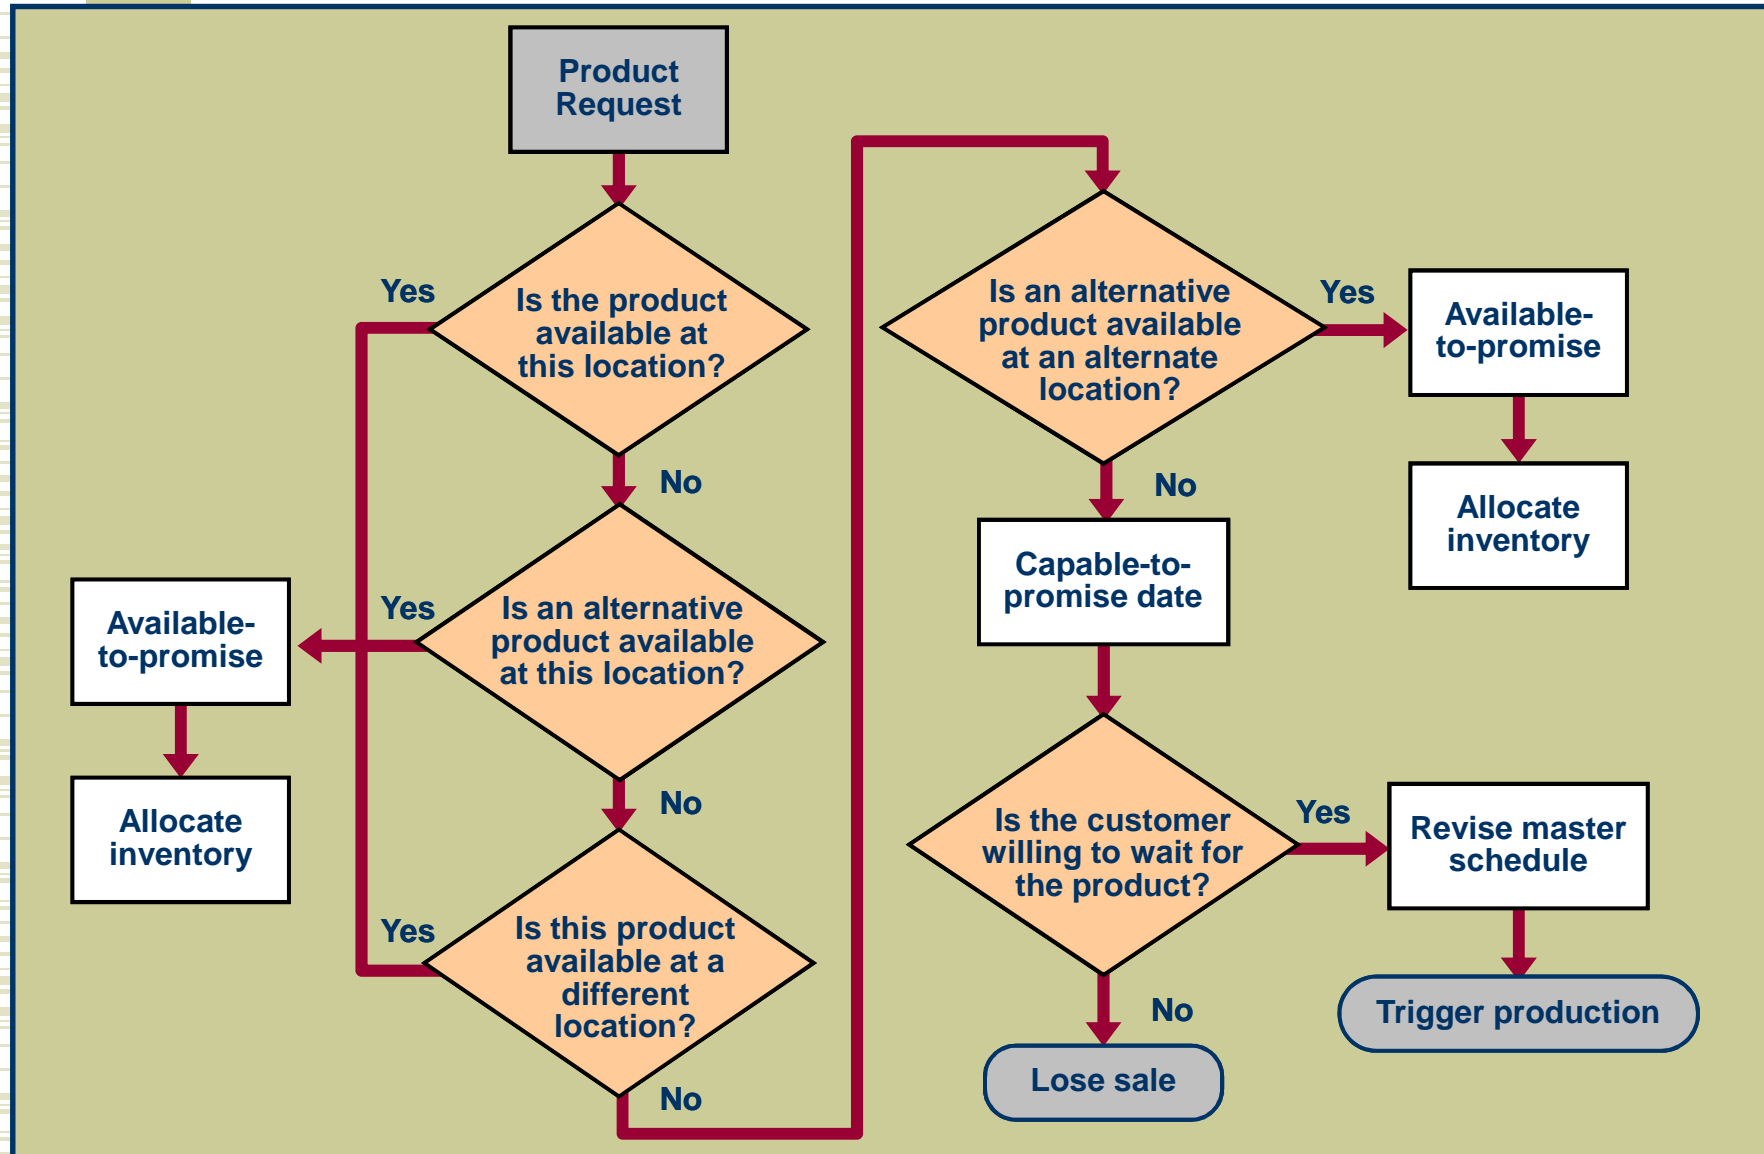 Product
Request
Yes
Is the product
available at
this location?
No
Yes
Is an alternative
product available
at this location?
Available-
to-promise
Allocate
inventory
No
Yes
Is this product
available at a
different
location?
No
Is an alternative
product available
at an alternate
location?
Yes
Available-
to-promise
Allocate
inventory
No
Capable-to-
promise date
Is the customer
willing to wait for
the product?
Yes
Revise master
schedule
Trigger production
No
Lose sale